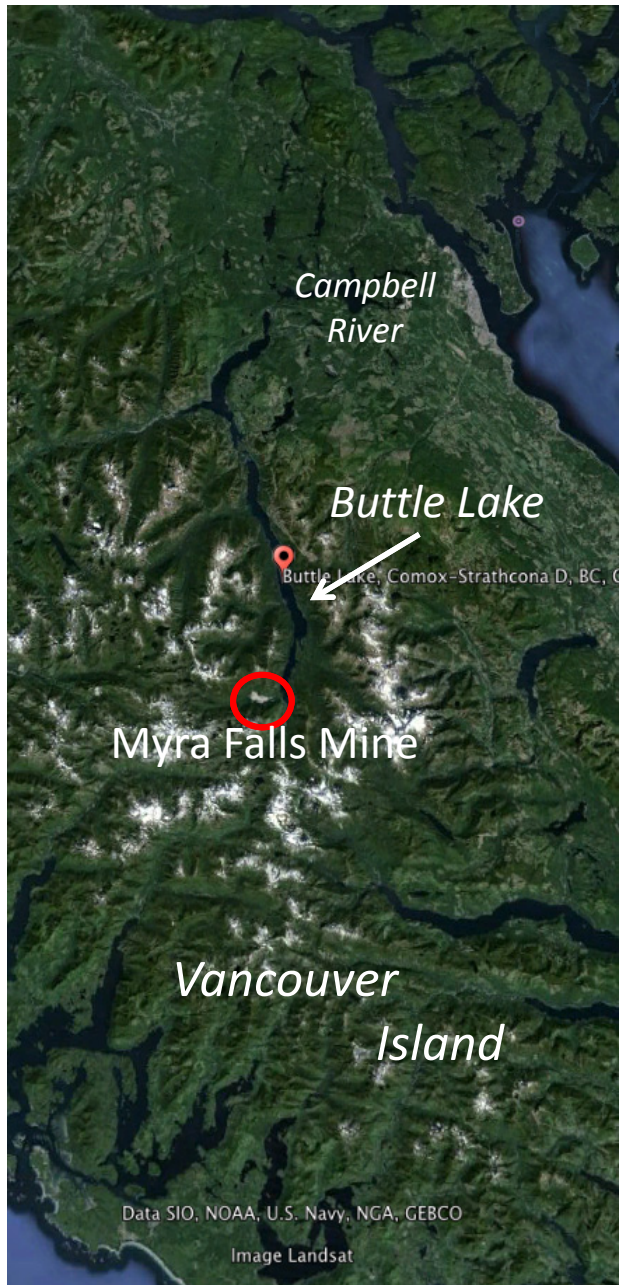 Campbell
River
Buttle Lake
Buttle Lake, Comox-Strathcona D, BC, C
Myra Falls Mine
Vancouver
Island
Data SIO, NOAA, U.S. Navy, NGA, GEBCO
Image Landsat